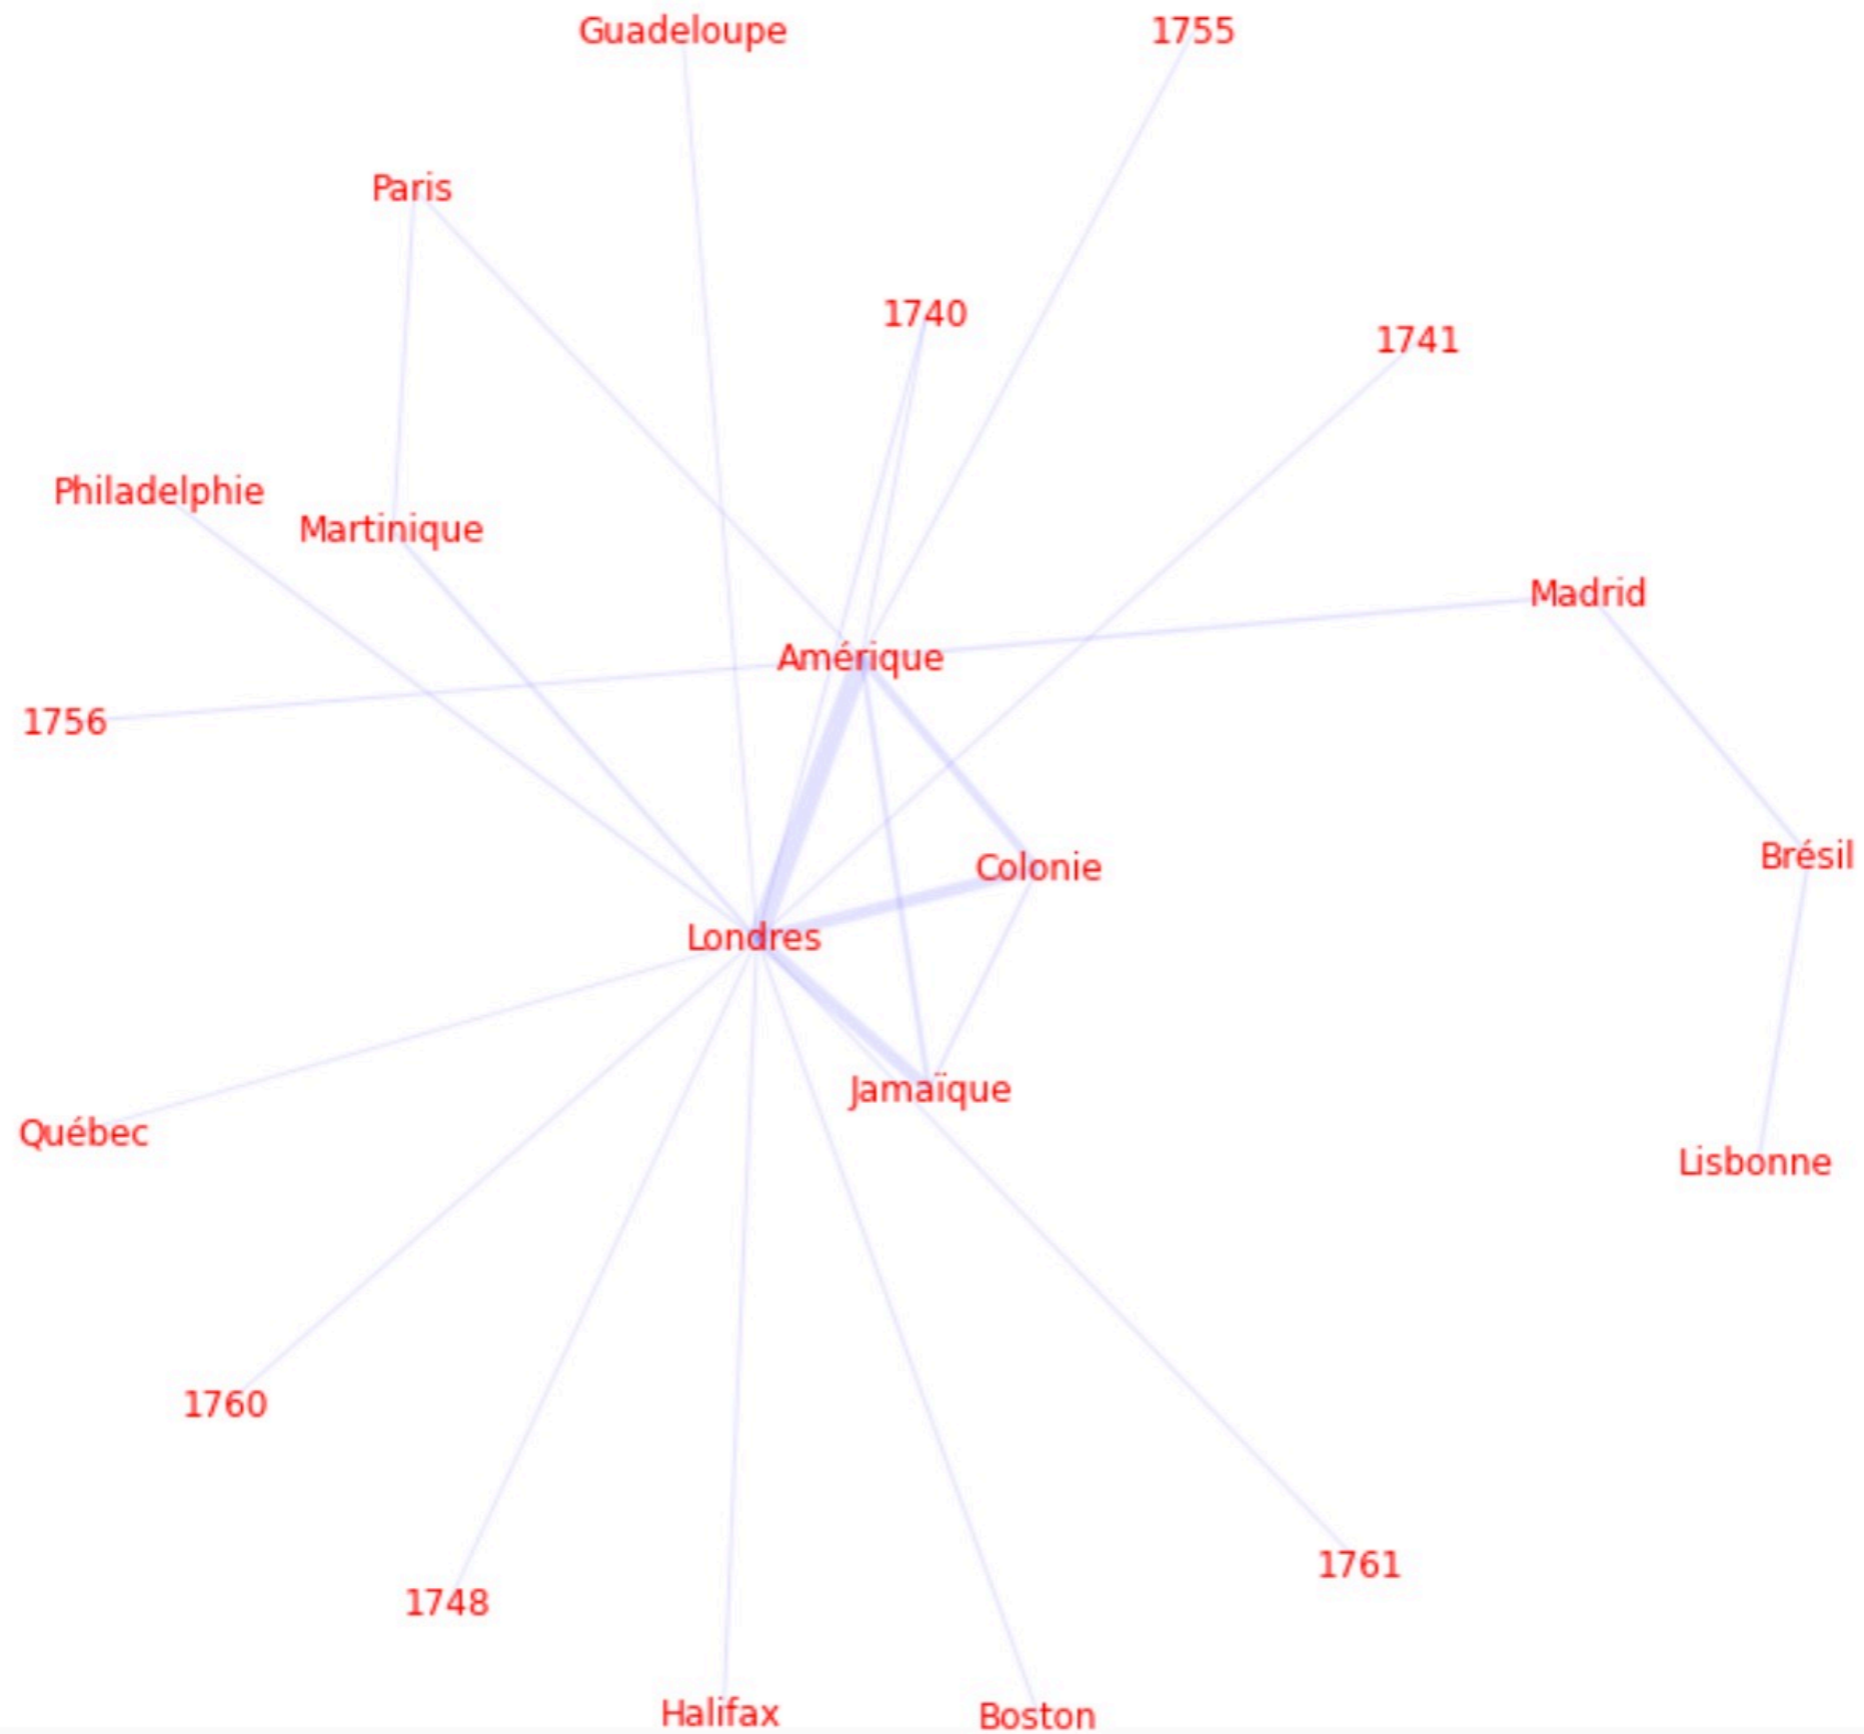 Guadeloupe
1755
Paris
1740
1741
Philadelphie
Martinique
Madrid
Amérique
1756
Brésil
Colonie
Londres
Jamaïque
Québec
Lisbonne
1760
1761
1748
Halifax
Boston